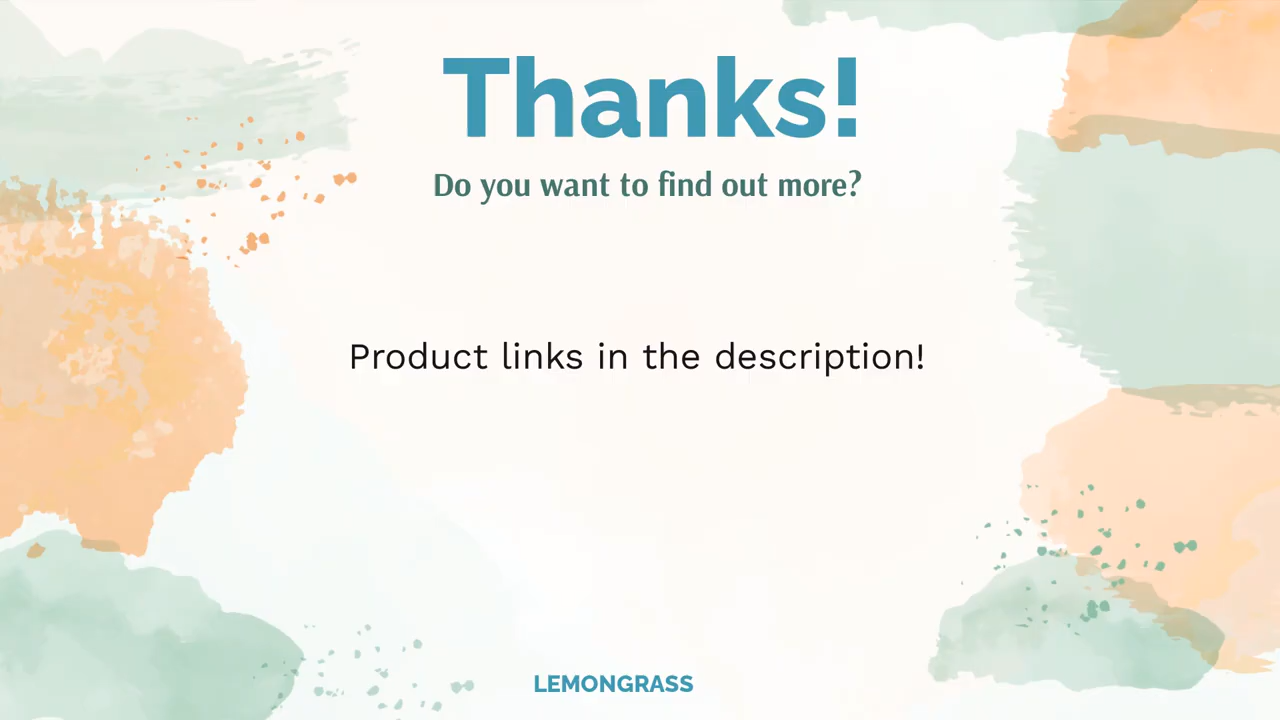 Thanks!
Do you want to find out more?
Product links in the description!
LEMONGRASS